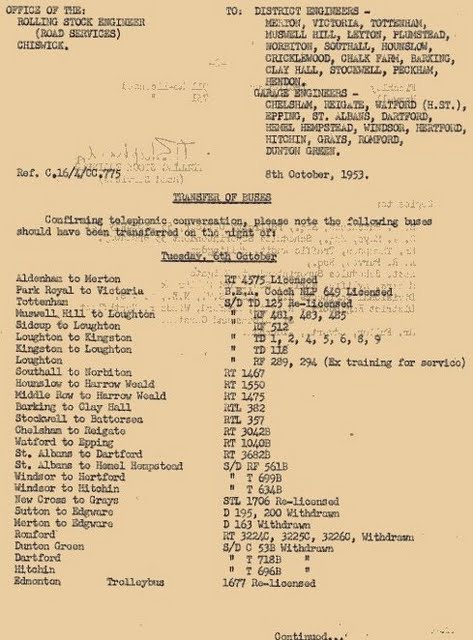 OFFICE OF THE: TO: DISTRICT ENGINEERS -
ROLLING STOCK ENGINEER MERTON, VICTORIA, TOTTENHAM,
(ROAD SERVICES) MUSWELL HILL, LEYTON, PLUMSTEAD,
CHISWICK. NORBITON, SOUTHALL, HOUNSLOW,
CRICKLEWOOD, CHALK FARM, BARKING,
CLAY HALL, STOCKWELL, PECKHAM,
HENDON.
GARAGE ENGINEERS -
CHELSHAM, REIGATE, WATFORD (H.ST.),
EPPING, ST. ALBANS, DARTFORD,
HEMEL HEMPSTEAD, WINDSOR, HERTFORD,
HITCHIN, GRAYS, ROMFORD,
DUNTON GREEN.
Ref. C.16/4/CC.775 8th October, 1953.
TRANSFER OF BUSES
Confirming telephonic conversation, please note the following buses
should have been transferred on the night of:
Tuesday, 6th October
Aldenham to Merton RT 4575 Licensed
Park Royal to Victoria B.E.A. Coach NLP 649 Licensed
Tottenham S/D TD 125 Re-licensed
Muswell Hill to Loughton " RF 481, 483, 485
Sidcup to Loughton " RF 512
Loughton to Kingston " TD 1, 2, 4, 5, 6, 8, 9
Kingston to Loughton " TD 118
Loughton " RF 289, 294 (Ex training for service)
Southall to Norbiton RT 1467
Hounslow to Harrow Weald RT 1550
Middle Row to Harrow Weald RT 1475
Barking to Clay Hall RTL 382
Stockwell to Battersea RTL 357
Chelsham to Reigate RT 3042B
Watford to Epping RT 1040B
St. Albans to Dartford RT 3682B
St. Albans to Hemel Hempstead S/D RF 561B
Windsor to Hertford " T 699B
Windsor to Hitchin " T 634B
New Cross to Grays STL 1706 Re-licensed
Sutton to Edgware D 195, 200 Withdrawn
Merton to Edgware D 163 Withdrawn
Romford RT 3224C, 3225C, 3226C, Withdrawn
Dunton Green S/D C 53B Withdrawn
Dartford " T 718B "
Hitchin " T 696B "
Edmonton Trolleybus 1677 Re-licensed
Continued...